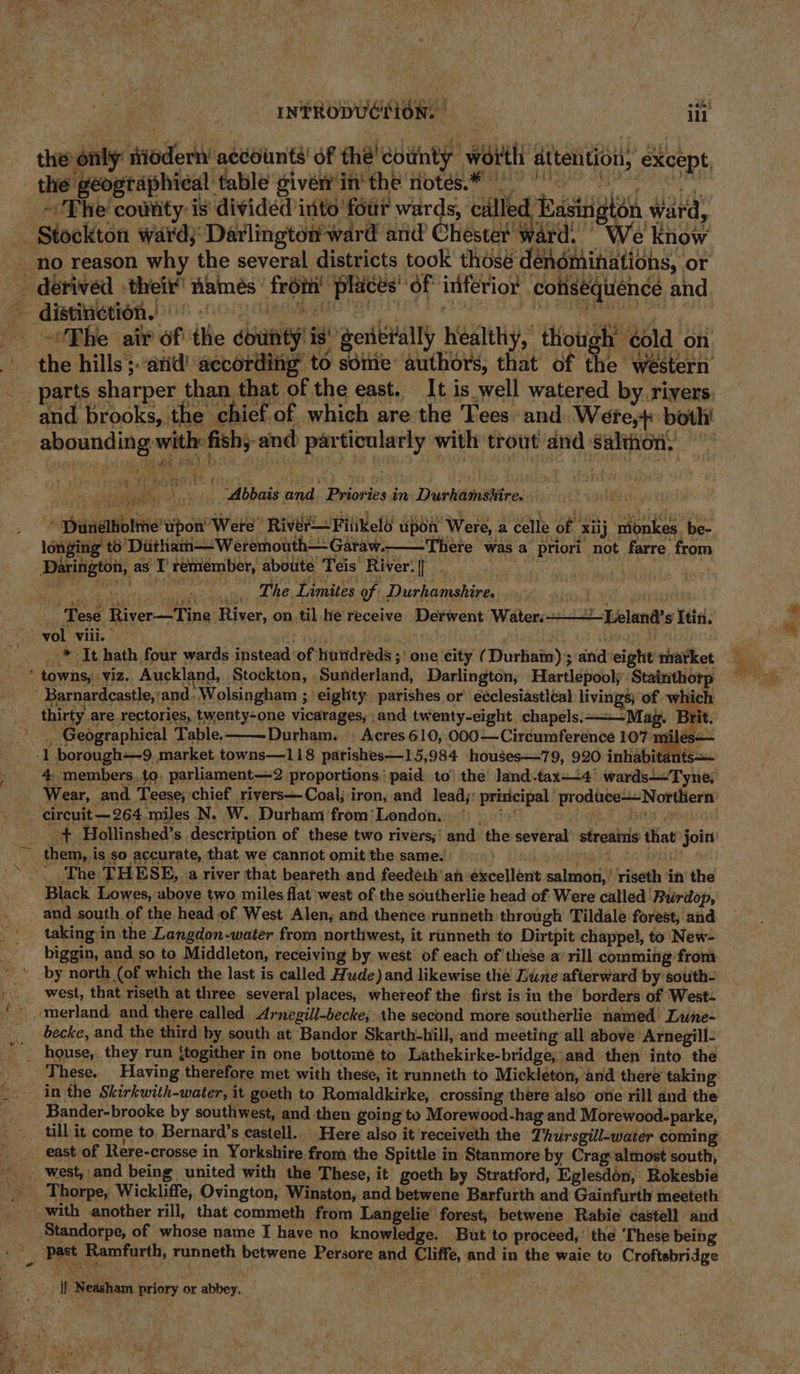 INTRODUCTION. iii
the only modern accounts of the county worth attention, except
the geographical table given in the notes.*
The county is divided into four wards, called Easington ward,
Stockton ward, Darlington ward and Chester ward. We know
no reason why the several districts took those denominations, or
derived their names from places of inferior consequence and
distinction.
The air of the county is generally healthy, though cold on
the hills; and according to some authors, that of the western
parts sharper than that of the east. It is well watered by rivers
and brooks, the chief of which are the Tees and Were,+ both
abounding with fish, and particularly with trout and salmon.
Abbais and Priories in Durhamshire.
Dunelholme upon Were River—Finkelo upon Were, a celle of xiij monkes be-
longing to Durham—Weremouth—Garaw.——There was a priori not farre from
Darington, as I remember, aboute Teis River.||
The Limites of Durhamshire.
Tese River—Tine River, on til he receive Derwent Water.——Leland's Itin.
vol viii.
* It hath four wards instead of hundreds; one city (Durham); and eight market
towns, viz. Auckland, Stockton, Sunderland, Darlington, Hartlepool, Stainthorp
Barnardcastle, and Wolsingham; eighty parishes or ecclesiastical livings, of which
thirty are rectories, twenty-one vicarages, and twenty-eight chapels.——Mag. Brit.
Geographical Table.——Durham. Acres 610, 000—Circumference 107 miles—
1 borough—9 market towns—118 parishes—15,984 houses—79, 920 inhabitants—
4 members to parliament—2 proportions paid to the land-tax—4 wards—Tyne,
Wear, and Teese, chief rivers—Coal, iron, and lead, principal produce—Northern
circuit—264 miles N. W. Durham from London.
+ Hollinshed's description of these two rivers, and the several streams that join
them, is so accurate, that we cannot omit the same.
The THESE, a river that beareth and feedeth an excellent salmon, riseth in the
Black Lowes, above two miles flat west of the southerlie head of Were called Burdop,
and south of the head of West Alen, and thence runneth through Tildale forest, and
taking in the Langdon-water from northwest, it runneth to Dirtpit chappel, to New-
biggin, and so to Middleton, receiving by west of each of these a rill comming from
by north (of which the last is called Hude) and likewise the Lune afterward by south-
west, that riseth at three several places, whereof the first is in the borders of West-
merland and there called Arnegill-becke, the second more southerlie named Lune-
becke, and the third by south at Bandor Skarth-hill, and meeting all above Arnegill-
house, they run itogither in one bottome to Lathekirke-bridge, and then into the
These. Having therefore met with these, it runneth to Mickleton, and there taking
in the Skirkwith-water, it goeth to Romaldkirke, crossing there also one rill and the
Bander-brooke by southwest, and then going to Morewood-hag and Morewood-parke,
till it come to Bernard's castell. Here also it receiveth the Thursgill-water coming
east of Rere-crosse in Yorkshire from the Spittle in Stanmore by Crag almost south,
west, and being united with the These, it goeth by Stratford, Eglesdon, Rokesbie
Thorpe, Wickliffe, Ovington, Winston, and betwene Barfurth and Gainfurth meeteth
with another rill, that commeth from Langelie forest, betwene Rabie castell and
Standorpe, of whose name I have no knowledge. But to proceed, the These being
past Ramfurth, runneth betwene Persore and Cliffe, and in the waie to Croftsbridge
|| Neasham priory or abbey.